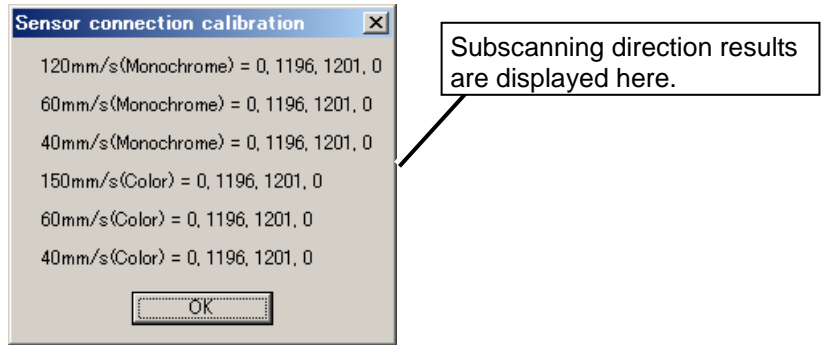 Sensor connection calibration
120mm/s(Monochrome) = 0, 1196, 1201, 0
60mm/s(Monochrome) = 0, 1196, 1201, 0
40mm/s(Monochrome) = 0, 1196, 1201, 0
150mm/s(Color) = 0, 1196, 1201, 0
60mm/s(Color) = 0, 1196, 1201, 0
40mm/s(Color) = 0, 1196, 1201, 0
OK
Subscanning direction results
are displayed here.